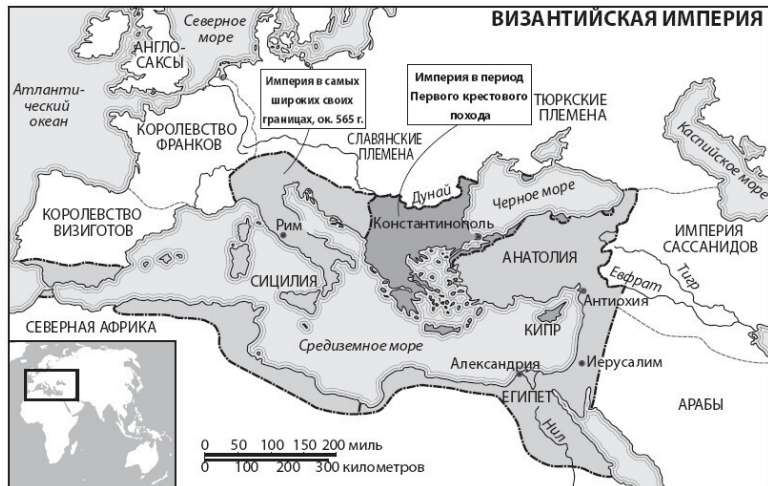 ВИЗАНТИЙСКАЯ ИМПЕРИЯ
Северное
море
АНГЛО-
САКСЫ
Атланти-
ческий
океан
Империя в самых
широких своих
границах, ок. 565 г.
Империя в период
Первого крестового
похода
ТЮРКСКИЕ
ПЛЕМЕНА
КОРОЛЕВСТВО
ФРАНКОВ
СЛАВЯНСКИЕ
ПЛЕМЕНА
Каспийское море
Дунай
Черное море
КОРОЛЕВСТВО
ВИЗИГОТОВ
Рим
Константинополь
ИМПЕРИЯ
САССАНИДОВ
АНАТОЛИЯ
Тигр
Евфрат
СИЦИЛИЯ
Антиохия
СЕВЕРНАЯ АФРИКА
КИПР
Средиземное море
Александрия
Иерусалим
ЕГИПЕТ
АРАБЫ
Нил
0 50 100 150 200 миль
0 100 200 300 километров